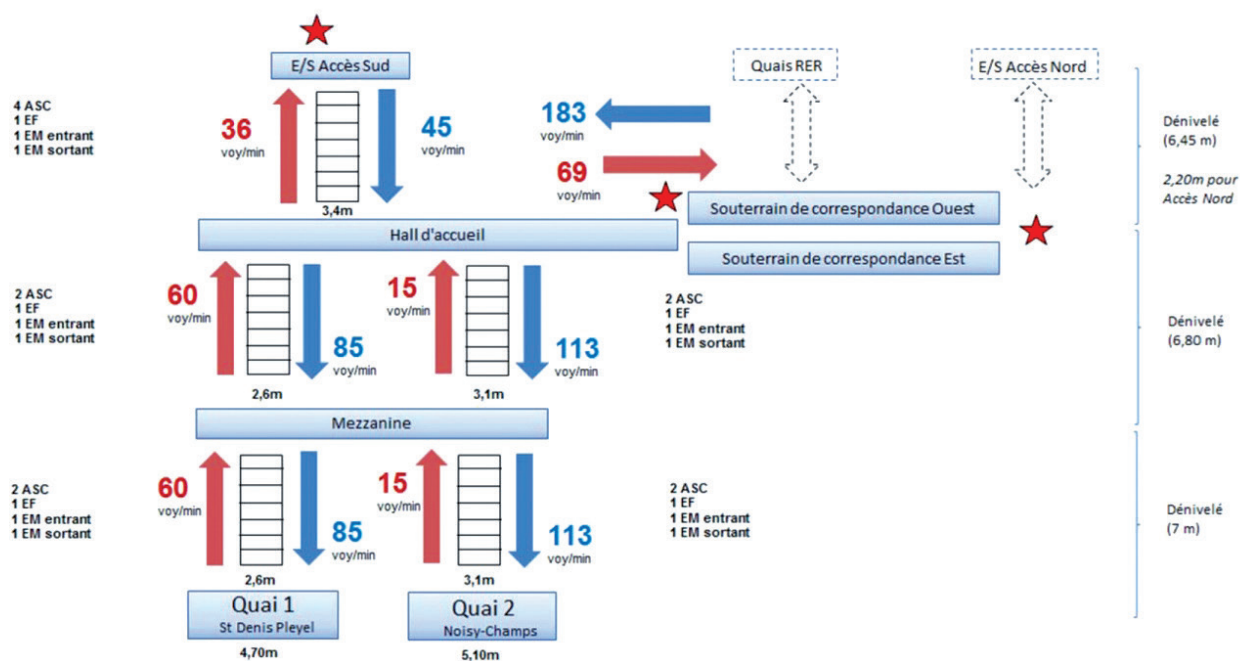 E/S Accès Sud
Quais RER
E/S Accès Nord
4 ASC
1 EF
1 EM entrant
1 EM sortant
36
voy/min
45
voy/min
183
voy/min
69
voy/min
Dénivelé
(6,45 m)
2,20m pour
Accès Nord
3,4m
Souterrain de correspondance Ouest
Hall d'accueil
Souterrain de correspondance Est
2 ASC
1 EF
1 EM entrant
1 EM sortant
60
voy/min
85
voy/min
15
voy/min
113
voy/min
2 ASC
1 EF
1 EM entrant
1 EM sortant
Dénivelé
(6,80 m)
2,6m
3,1m
Mezzanine
2 ASC
1 EF
1 EM entrant
1 EM sortant
60
voy/min
85
voy/min
15
voy/min
113
voy/min
2 ASC
1 EF
1 EM entrant
1 EM sortant
Dénivelé
(7 m)
2,6m
3,1m
Quai 1
St Denis Pleyel
Quai 2
Noisy-Champs
4,70m
5,10m